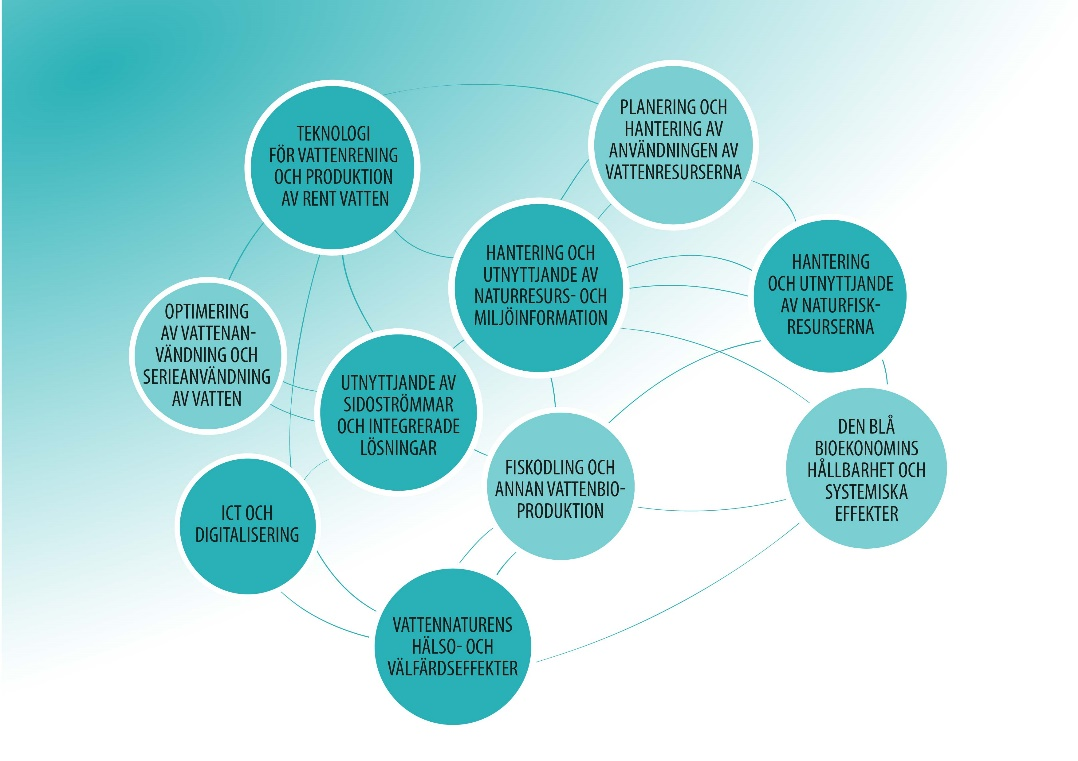 TEKNOLOGI
FÖR VATTENRENING
OCH PRODUKTION
AV RENT VATTEN
PLANERING OCH
HANTERING AV
ANVÄNDNINGEN AV
VATTENRESURSERNA
HANTERING OCH
UTNYTTJANDE AV
NATURRESURS- OCH
MILJÖINFORMATION
HANTERING
OCH UTNYTTJANDE
AV NATURFISK-
RESURSERNA
OPTIMERING
AV VATTENAN-
VÄNDNING OCH
SERIEANVÄNDNING
AV VATTEN
UTNYTTJANDE AV
SIDOSTRÖMMAR
OCH INTEGRERADE
LÖSNINGAR
FISKODLING OCH
ANNAN VATTENBIO-
PRODUKTION
DEN BLÅ
BIOEKONOMINS
HÅLLBARHET OCH
SYSTEMISKA
EFFEKTER
ICT OCH
DIGITALISERING
VATTENNATURENS
HÄLSO- OCH
VÄLFÄRDSEFFEKTER